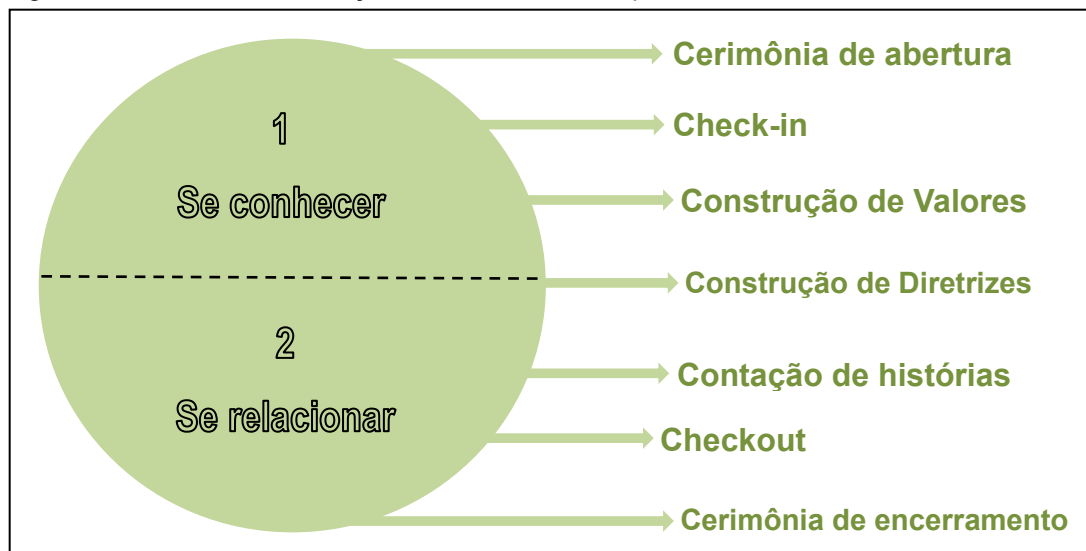 Cerimônia de abertura
1
Check-in
Se conhecer
Construção de Valores
Construção de Diretrizes
2
Contação de histórias
Se relacionar
Checkout
Cerimônia de encerramento